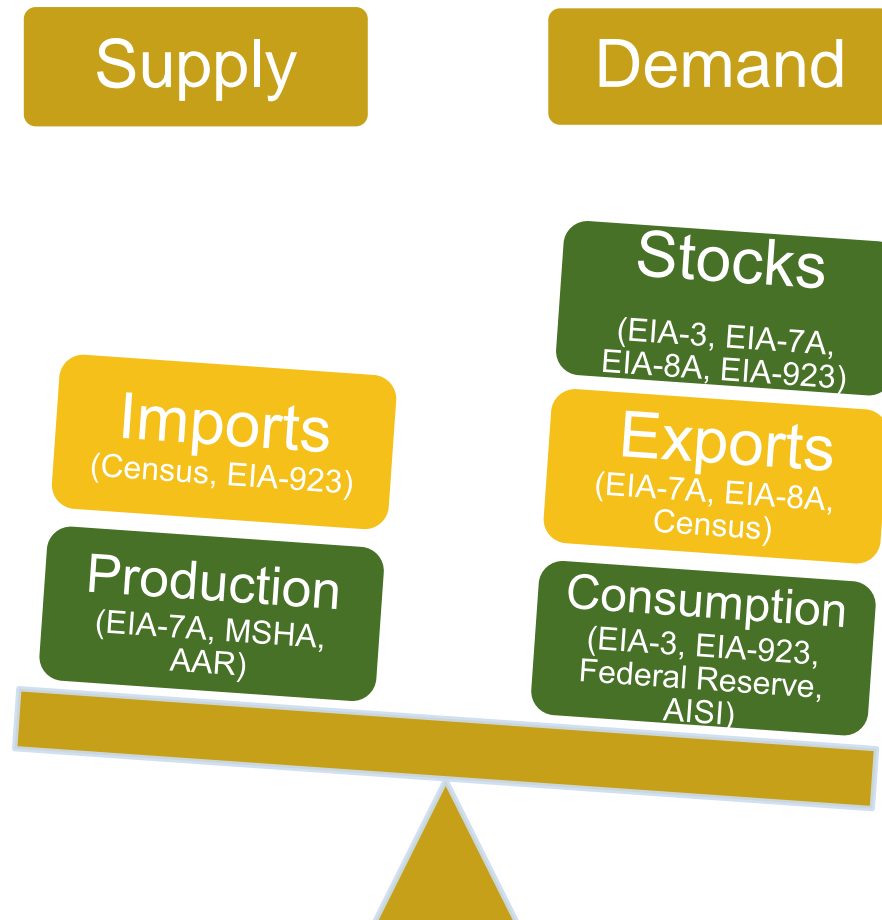 Supply
Demand
Stocks
(EIA-3, EIA-7A,
EIA-8A, EIA-923)
Imports
(Census, EIA-923)
Exports
(EIA-7A, EIA-8A,
Census)
Production
(EIA-7A, MSHA,
AAR)
Consumption
(EIA-3, EIA-923,
Federal Reserve,
AISI)